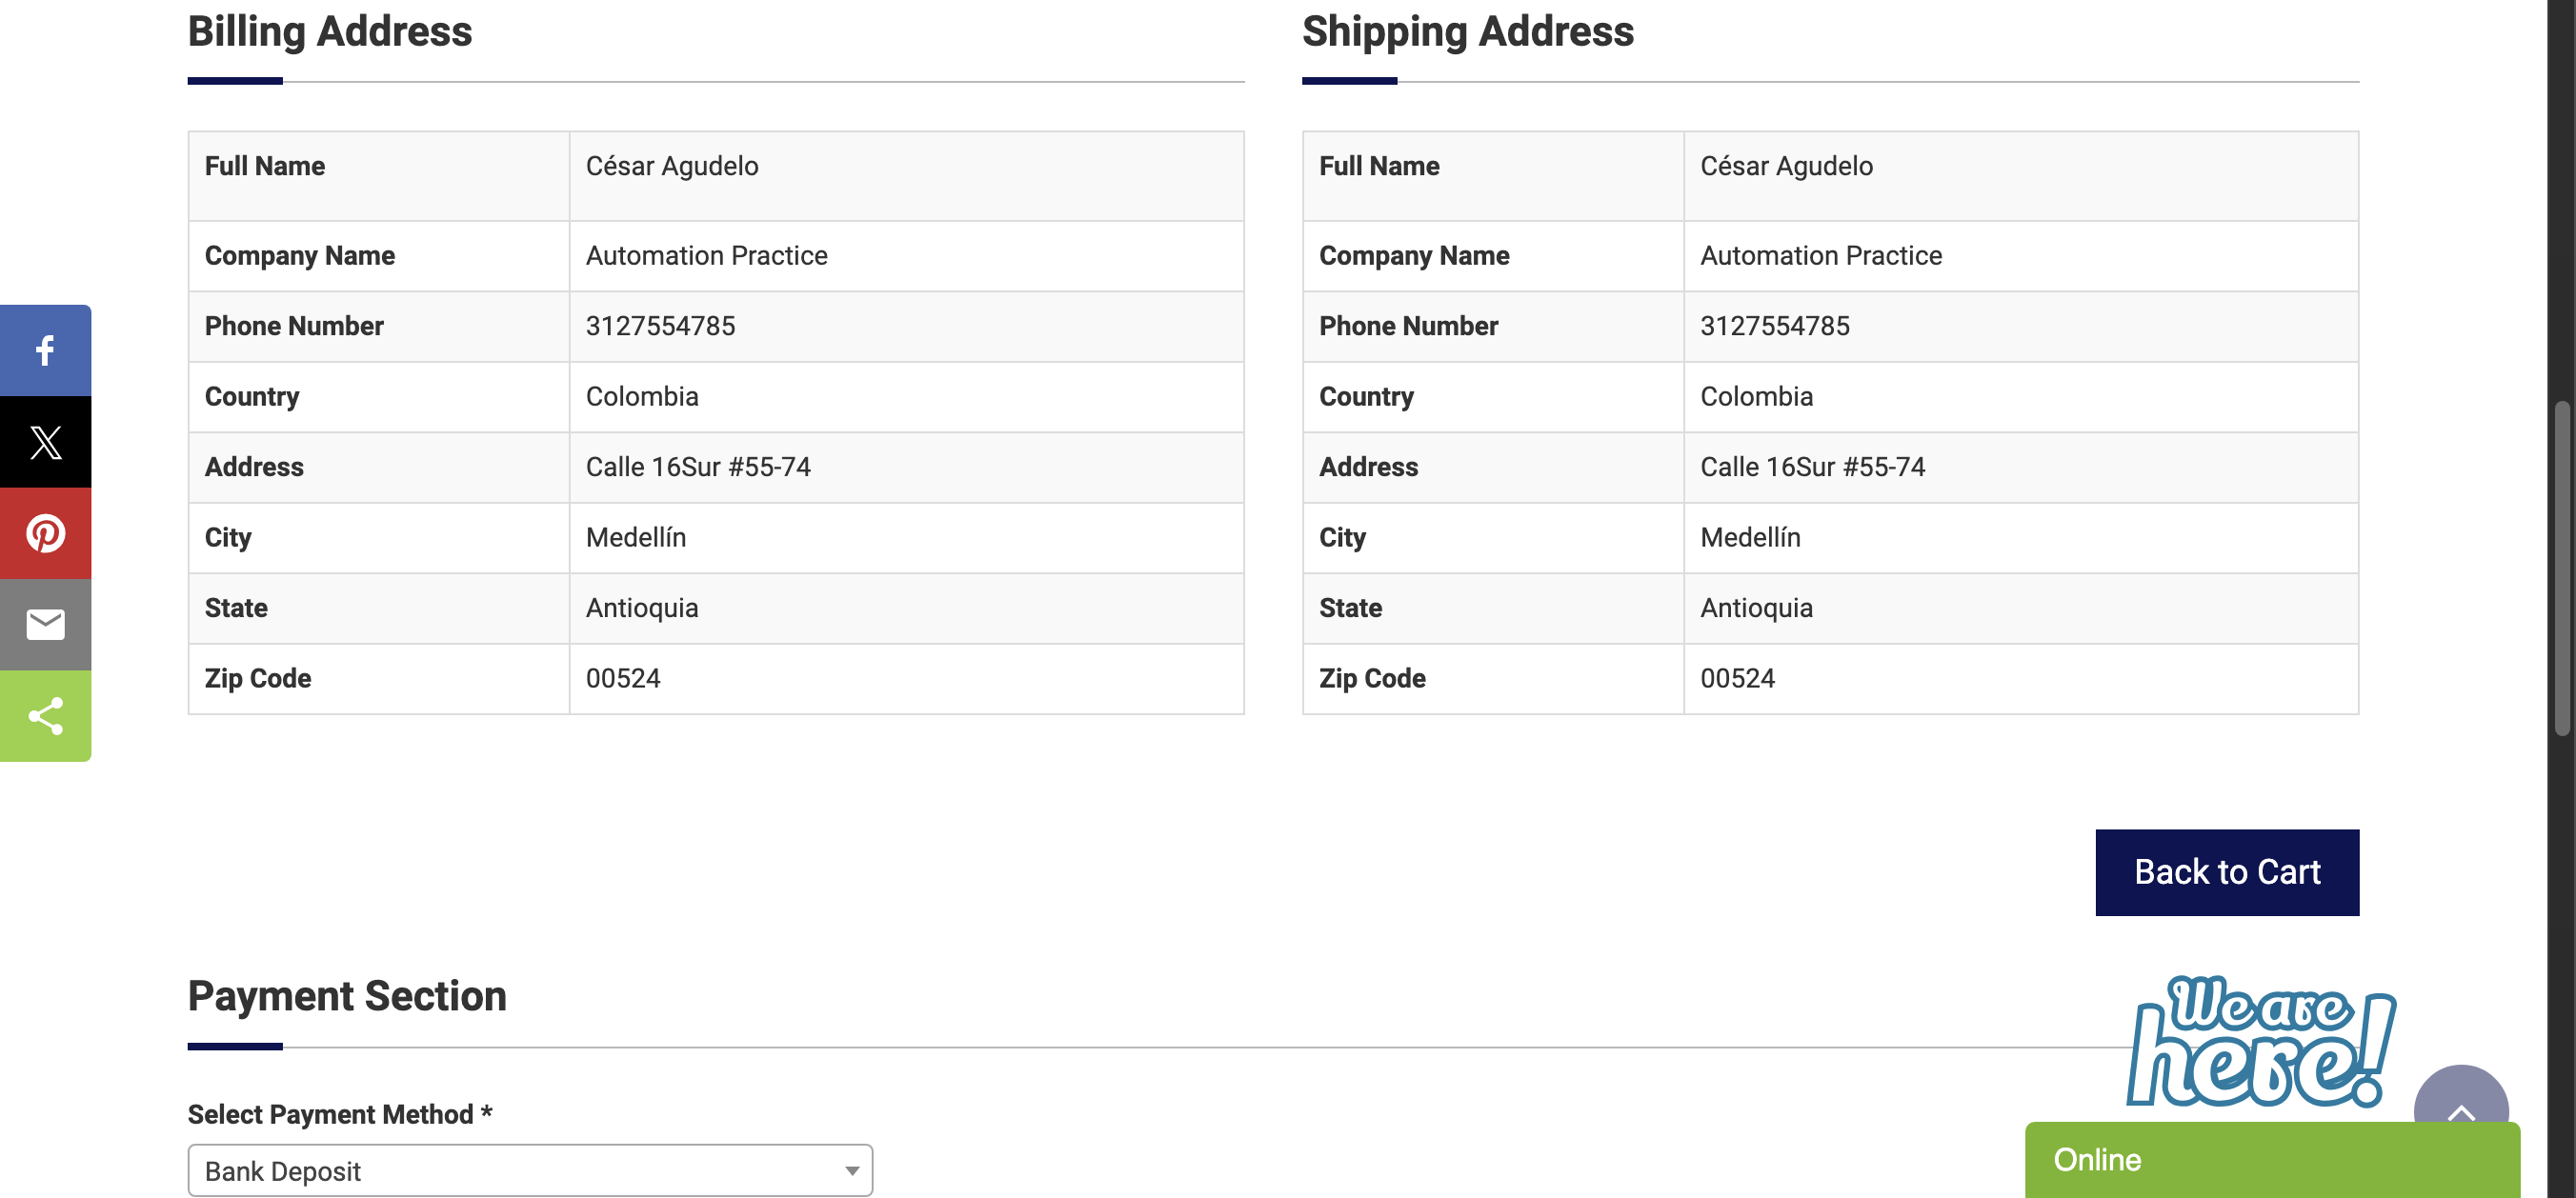 Billing Address
Shipping Address
Full Name César Agudelo
Company Name Automation Practice
Phone Number 3127554785
Country Colombia
Address Calle 16Sur #55-74
City Medellín
State Antioquia
Zip Code 00524
Full Name César Agudelo
Company Name Automation Practice
Phone Number 3127554785
Country Colombia
Address Calle 16Sur #55-74
City Medellín
State Antioquia
Zip Code 00524
Back to Cart
Payment Section
Select Payment Method *
Bank Deposit
We are
here!
Online